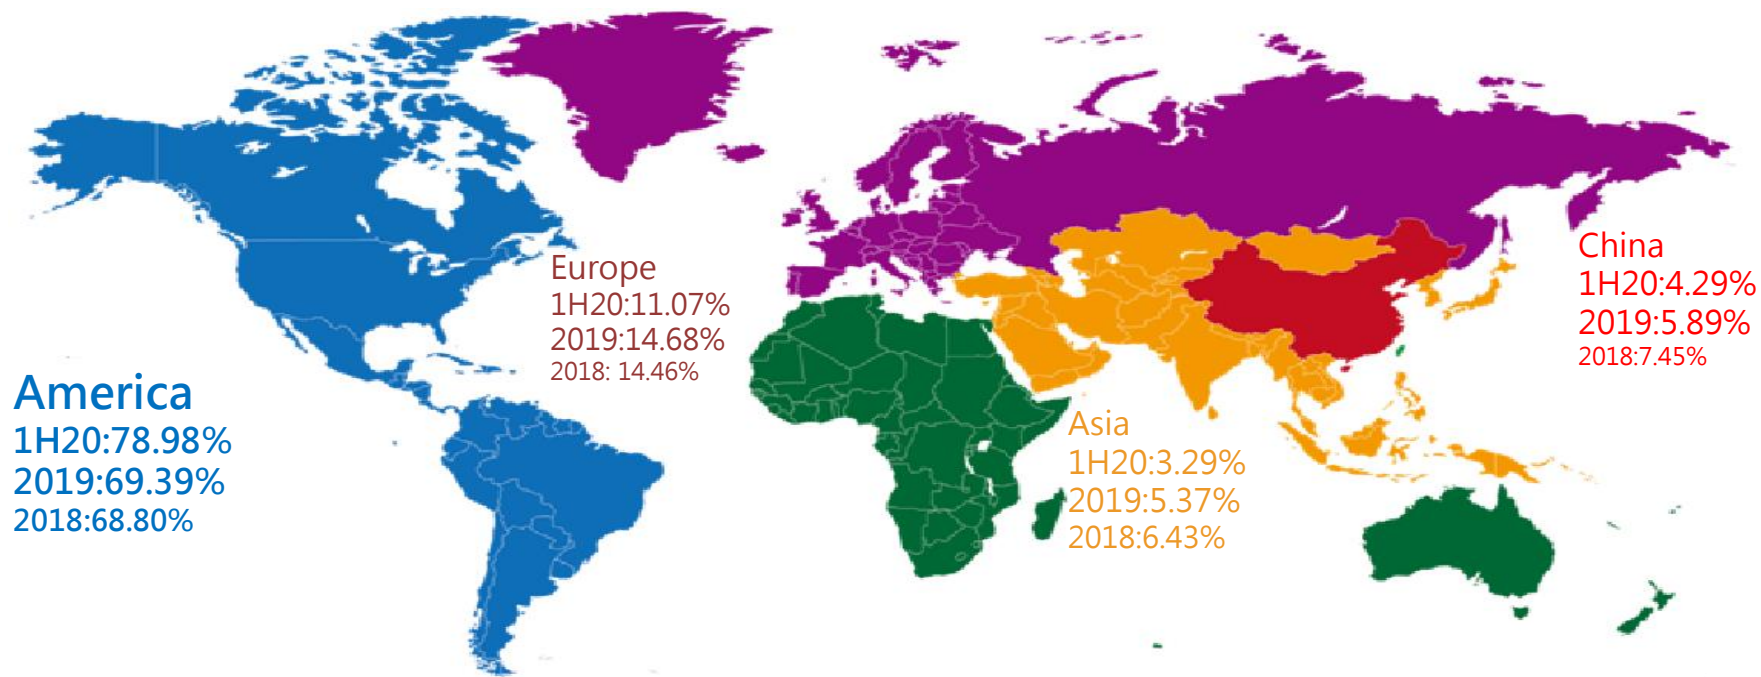 America
1H20:78.98%
2019:69.39%
2018:68.80%
Europe
1H20:11.07%
2019:14.68%
2018: 14.46%
Asia
1H20:3.29%
2019:5.37%
2018:6.43%
China
1H20:4.29%
2019:5.89%
2018:7.45%